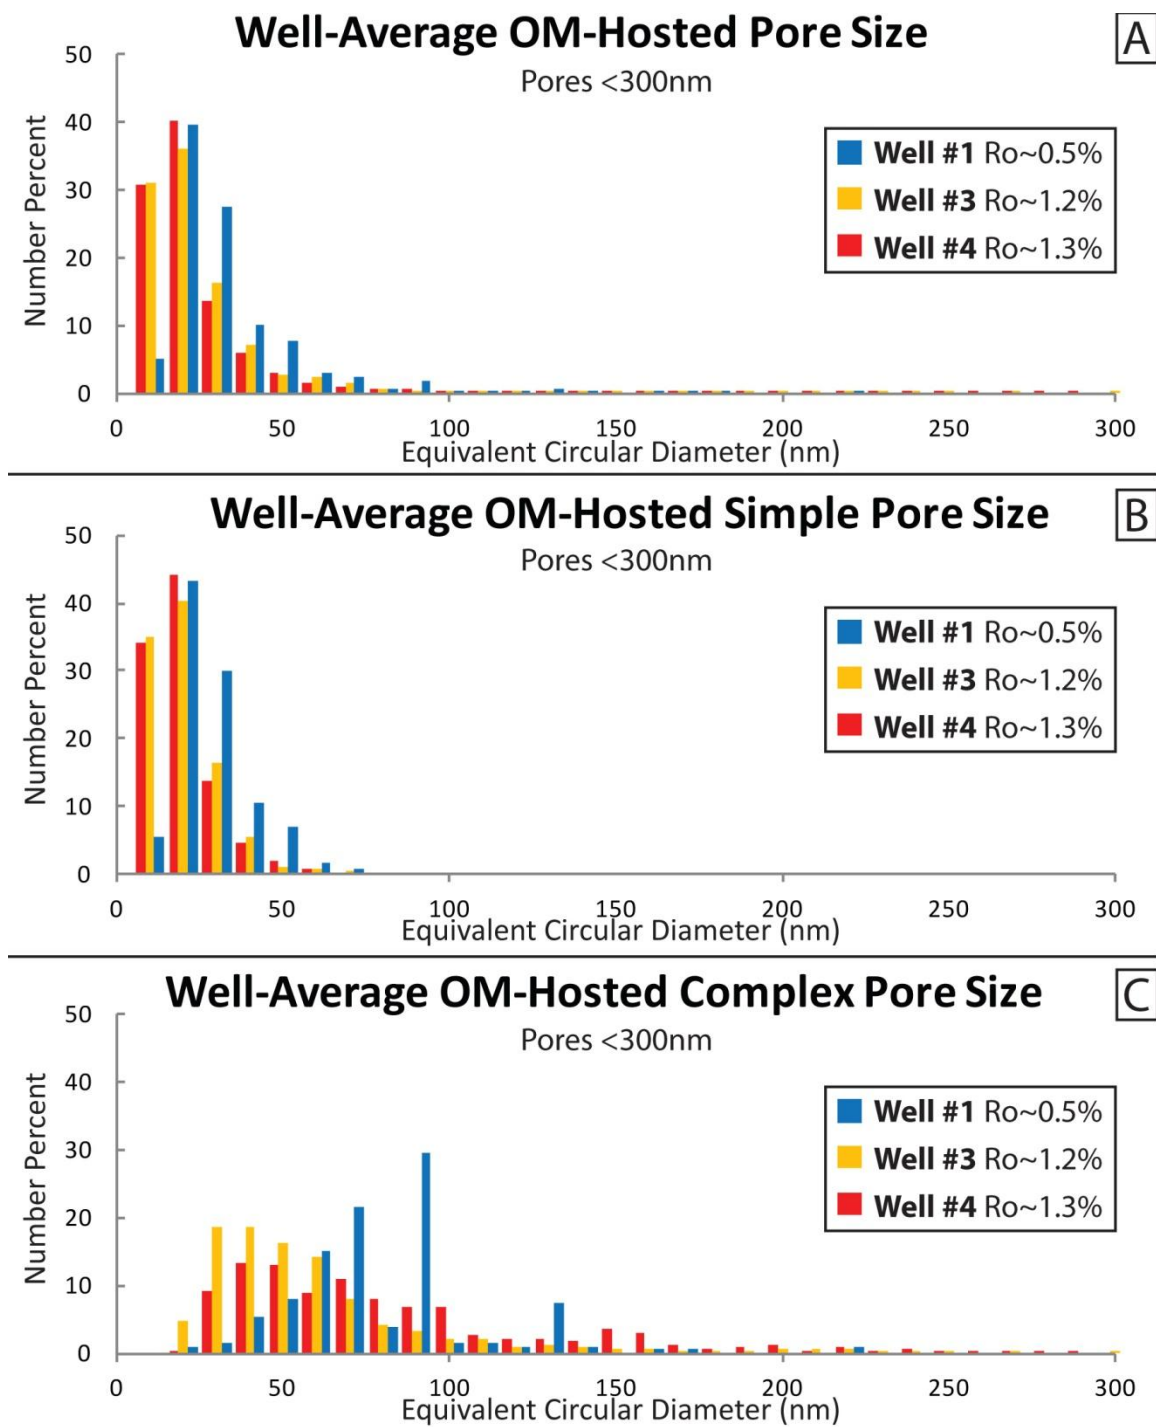 Well-Average OM-Hosted Pore Size
A
Pores <300nm
Number Percent
50
40
30
20
10
0
Well #1 Ro~0.5%
Well #3 Ro~1.2%
Well #4 Ro~1.3%
0 50 100 150 200 250 300
Equivalent Circular Diameter (nm)
Well-Average OM-Hosted Simple Pore Size
B
Pores <300nm
Number Percent
50
40
30
20
10
0
Well #1 Ro~0.5%
Well #3 Ro~1.2%
Well #4 Ro~1.3%
0 50 100 150 200 250 300
Equivalent Circular Diameter (nm)
Well-Average OM-Hosted Complex Pore Size
C
Pores <300nm
Number Percent
50
40
30
20
10
0
Well #1 Ro~0.5%
Well #3 Ro~1.2%
Well #4 Ro~1.3%
0 50 100 150 200 250 300
Equivalent Circular Diameter (nm)